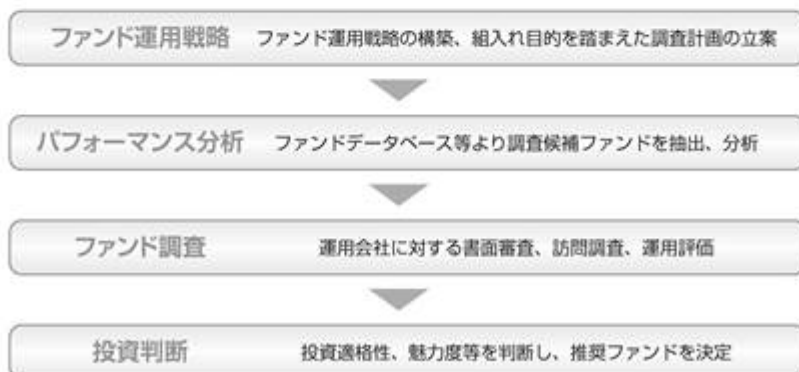 ファンド運用戦略 ファンド運用戦略の構築、組入れ目的を踏まえた調査計画の立案
パフォーマンス分析 ファンドデータベース等より調査候補ファンドを抽出、分析
ファンド調査 運用会社に対する書面審査、訪問調査、運用評価
投資判断 投資適格性、魅力度等を判断し、推奨ファンドを決定